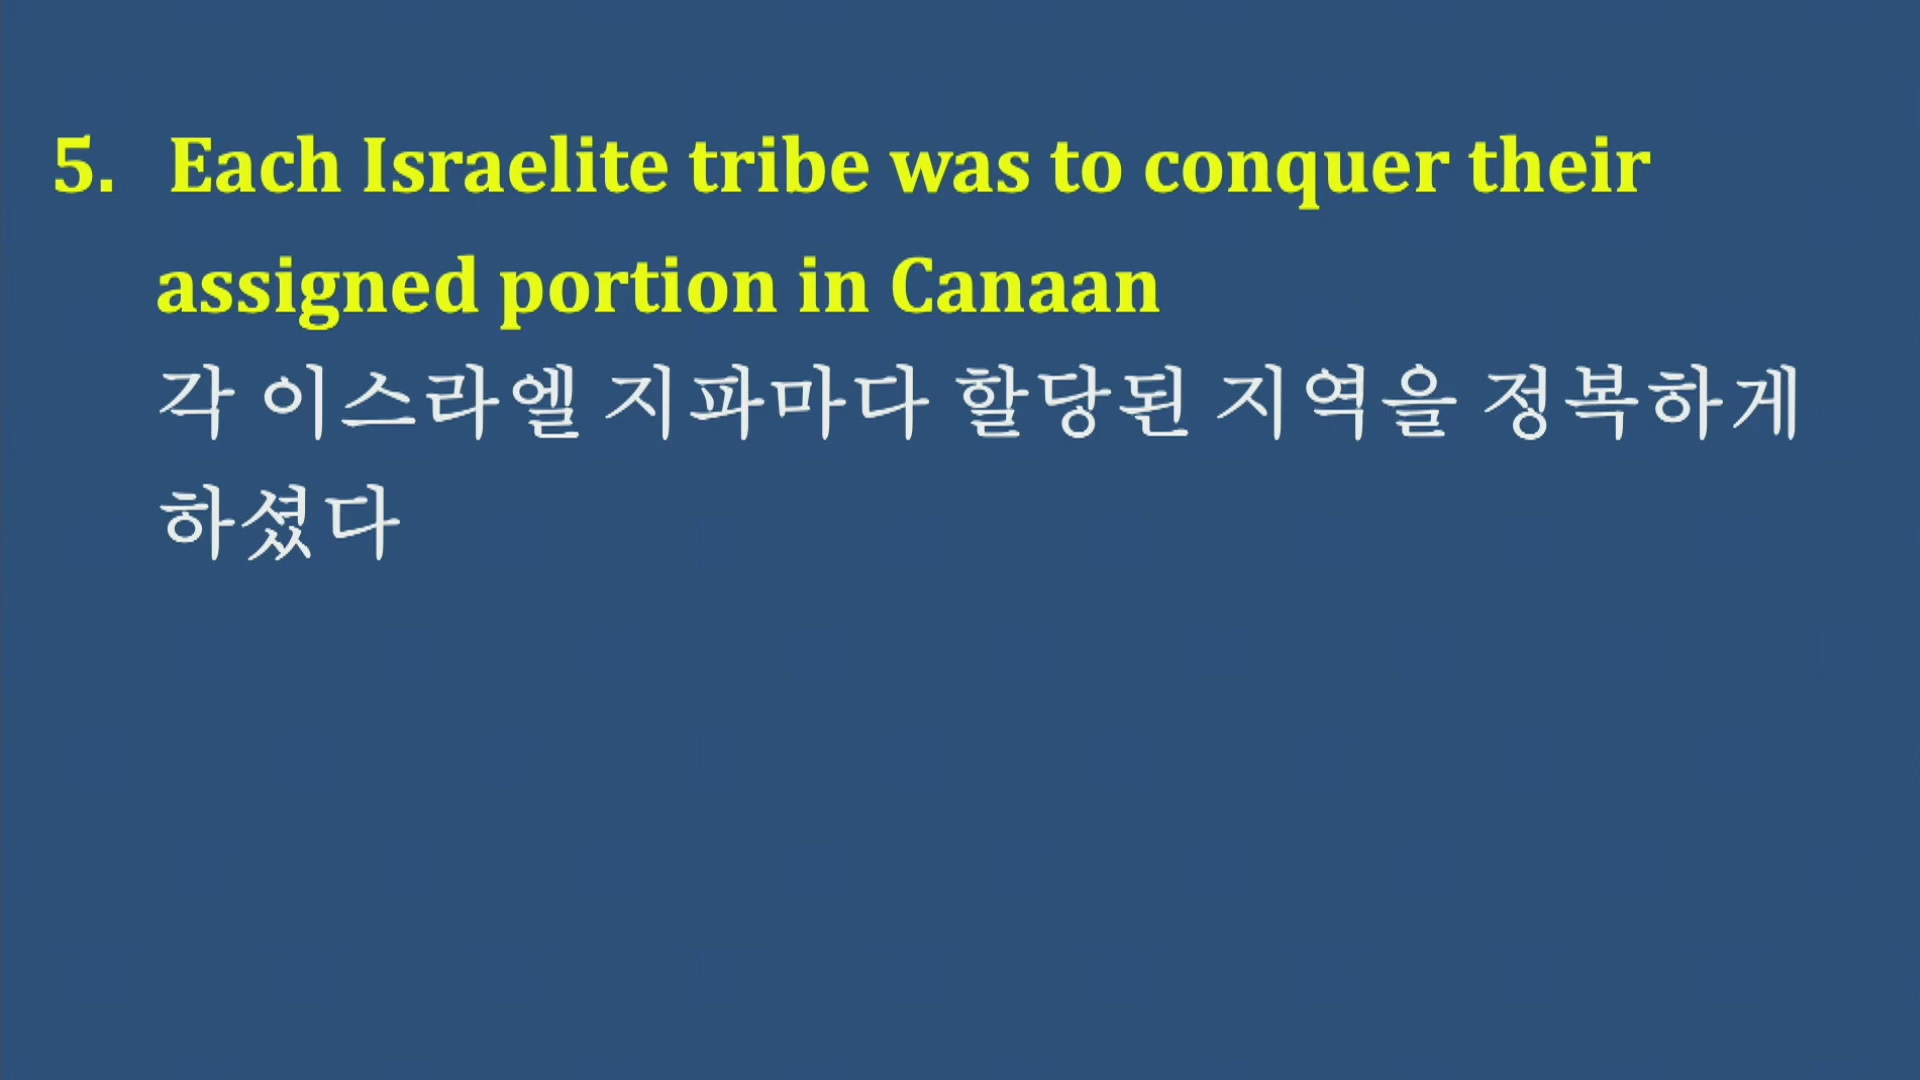 5. Each Israelite tribe was to conquer their
assigned portion in Canaan
각 이스라엘 지파마다 할당된 지역을 정복하게
하셨다